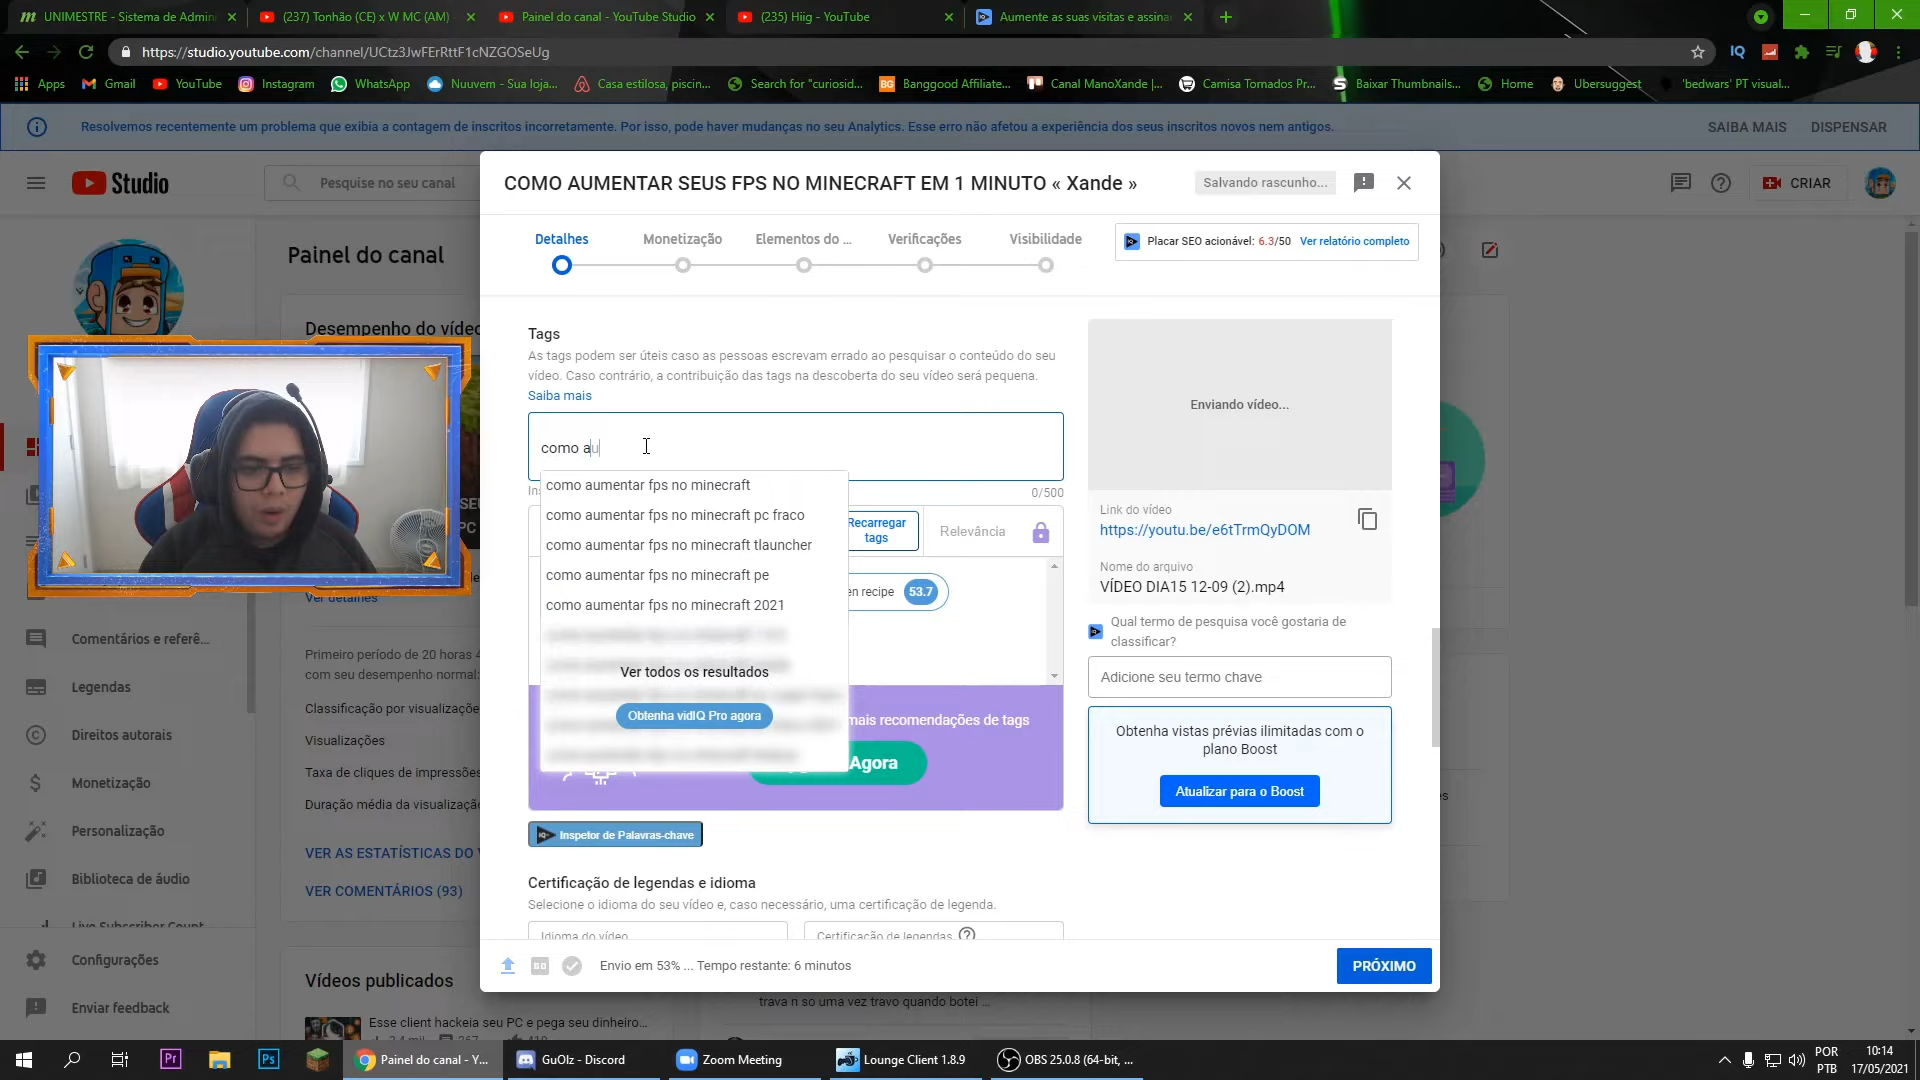 UNIMESTRE - Sistema de Admin
(237) Tonhão (CE) x W MC (AM)
Painel do canal - YouTube Studio
(235) Hiig - YouTube
Aumente as suas visitas e assina
https://studio.youtube.com/channel/UCtz3JwFErRttF1cNZGOSeUg
Apps
Gmail
YouTube
Instagram
WhatsApp
Nuuvem - Sua loja...
Casa estilosa, piscin...
Search for "curiosid...
Banggood Affiliate...
Canal ManoXande |...
Camisa Tornados Pr...
Baixar Thumbnails...
Home
Ubersuggest
'bedwars' PT visual...
Resolvemos recentemente um problema que exibia a contagem de inscritos incorretamente. Por isso, pode haver mudanças no seu Analytics. Esse erro não afetou a experiência dos seus inscritos novos nem antigos.
SAIBA MAIS
DISPENSAR
Studio
Pesquise no seu canal
CRIAR
COMO AUMENTAR SEUS FPS NO MINECRAFT EM 1 MINUTO « Xande »
Salvando rascunho...
Detalhes
Monetização
Elementos do ...
Verificações
Visibilidade
Placar SEO acionável: 6.3/50
Ver relatório completo
Painel do canal
Desempenho do víde
Tags
As tags podem ser úteis caso as pessoas escrevam errado ao pesquisar o conteúdo do seu
vídeo. Caso contrário, a contribuição das tags na descoberta do seu vídeo será pequena.
Saiba mais
como au
0/500
como aumentar fps no minecraft
como aumentar fps no minecraft pc fraco
como aumentar fps no minecraft tlauncher
como aumentar fps no minecraft pe
como aumentar fps no minecraft 2021
Ver todos os resultados
Obtenha vidIQ Pro agora
Recarregar
tags
Relevância
en recipe
53.7
mais recomendações de tags
Agora
Inspetor de Palavras-chave
Certificação de legendas e idioma
Selecione o idioma do seu vídeo e, caso necessário, uma certificação de legenda.
Idioma do vídeo
Certificação de legendas
Enviando vídeo...
Link do vídeo
https://youtu.be/e6tTrmQyDOM
Nome do arquivo
VÍDEO DIA15 12-09 (2).mp4
Qual termo de pesquisa você gostaria de
classificar?
Adicione seu termo chave
Obtenha vistas prévias ilimitadas com o
plano Boost
Atualizar para o Boost
Envio em 53% ... Tempo restante: 6 minutos
PRÓXIMO
Comentários e referê...
Legendas
Direitos autorais
Monetização
Personalização
Biblioteca de áudio
Live Subscriber Count
Configurações
Enviar feedback
Ver detalhes
Primeiro período de 20 horas 4
com seu desempenho normal:
Classificação por visualizaçõe
Visualizações
Taxa de cliques de impressões
Duração média da visualização
VER AS ESTATÍSTICAS DO
VER COMENTÁRIOS (93)
Vídeos publicados
Esse client hackeia seu PC e pega seu dinheiro...
trava n so uma vez travo quando botei ...
Painel do canal - Y...
GuOlz - Discord
Zoom Meeting
Lounge Client 1.8.9
OBS 25.0.8 (64-bit, ...
POR
PTB
10:14
17/05/2021